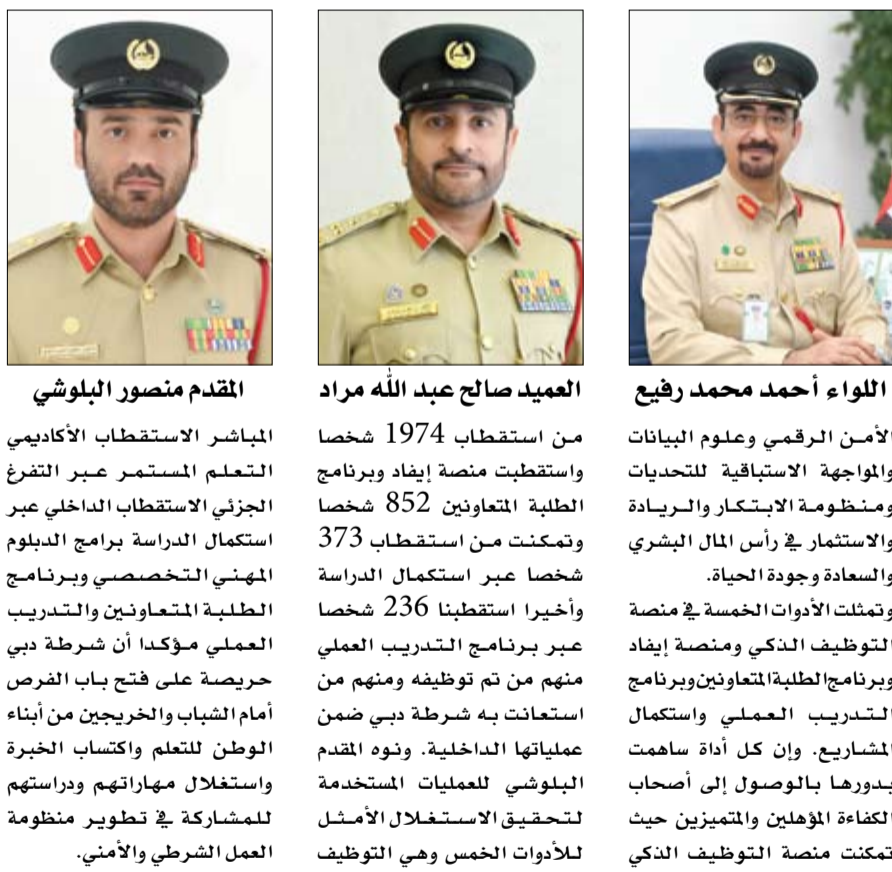 اللواء أحمد محمد رفيع
الأمن الرقمي وعلوم البيانات
والمواجهة الاستباقية للتحديات
ومنظومة الابتكار والريادة
والاستثمار في رأس المال البشري
والسعادة وجودة الحياة.
وتمثلت الأدوات الخمسة في منصة
التوظيف الذكي ومنصة إيفاد
وبرنامج الطلبة المتعاونين وبرنامج
التدريب العملي واستكمال
المشاريع. وإن كل أداة ساهمت
بدورها بالوصول إلى أصحاب
الكفاءة المؤهلين والمتميزين حيث
تمكنت منصة التوظيف الذكي
العميد صالح عبد الله مراد
من استقطاب 1974 شخصا
واستقطبت منصة إيفاد وبرنامج
الطلبة المتعاونين 852 شخصا
وتمكنت من استقطاب 373
شخصا عبر استكمال الدراسة
وأخيرا استقطبنا 236 شخصا
عبر برنامج التدريب العملي
منهم من تم توظيفه ومنهم من
استعانت به شرطة دبي ضمن
عملياتها الداخلية. ونوه المقدم
البلوشي للعمليات المستخدمة
لتحقيق الاستغلال الأمثل
للأدوات الخمس وهي التوظيف
المقدم منصور البلوشي
المباشر الاستقطاب الأكاديمي
التعلم المستمر عبر التفرغ
الجزئي الاستقطاب الداخلي عبر
استكمال الدراسة برامج الدبلوم
المهني التخصصي وبرنامج
الطلبة المتعاونين والتدريب
العملي مؤكدا أن شرطة دبي
حريصة على فتح باب الفرص
أمام الشباب والخريجين من أبناء
الوطن للتعلم واكتساب الخبرة
واستغلال مهاراتهم ودراستهم
للمشاركة في تطوير منظومة
العمل الشرطي والأمني.